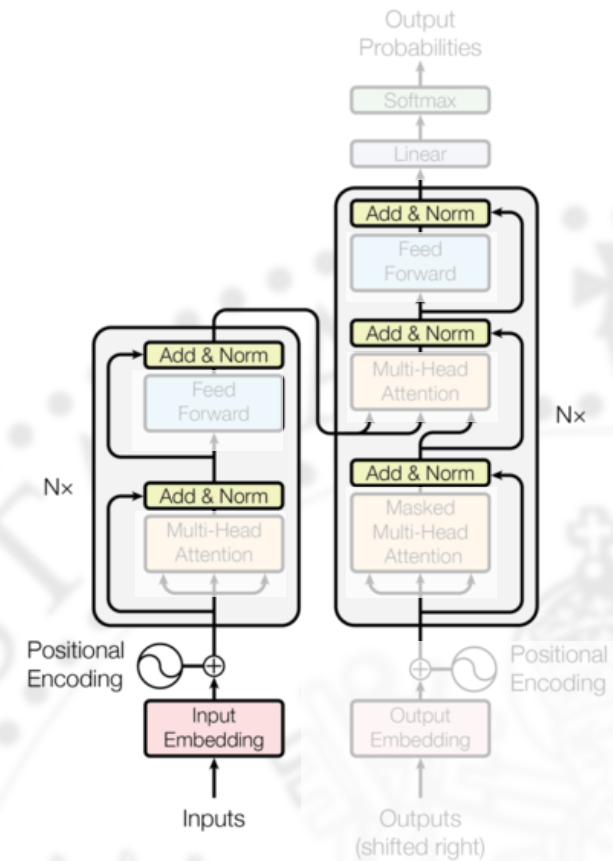 Output
Probabilities
Softmax
Linear
Add & Norm
Feed
Forward
Add & Norm
Multi-Head
Attention
Add & Norm
Masked
Multi-Head
Attention
Nx
Add & Norm
Feed
Forward
Add & Norm
Multi-Head
Attention
N×
Positional
Encoding
Input
Embedding
Inputs
Positional
Encoding
Output
Embedding
Outputs
(shifted right)